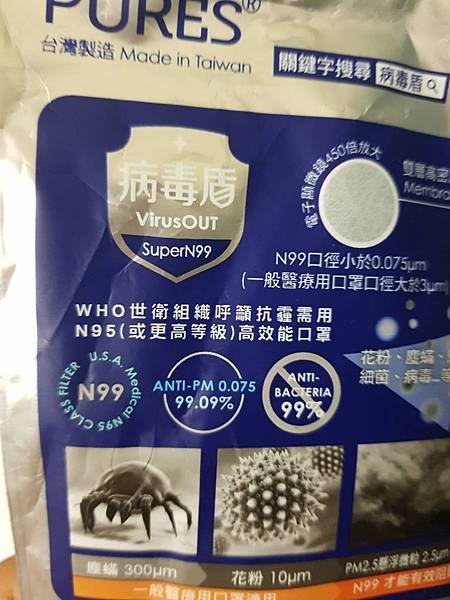 PURES®
台灣製造 Made in Taiwan
關鍵字搜尋 病毒盾
病毒盾
VirusOUT
SuperN99
電子顯微鏡450倍放大
雙層高密
Membra
N99口徑小於0.075μm
(一般醫療用口罩口徑大於3μm)
WHO世衛組織呼籲抗霾需用
N95(或更高等級)高效能口罩
U.S.A. Medical N95 CLASS FILTER
N99
ANTI-PM 0.075
99.09%
ANTI-
BACTERIA
99%
花粉、塵蟎、
細菌、病毒...等
塵蟎 300μm
花粉 10μm
PM2.5懸浮微粒 2.5μm
一般醫療用口罩適用
N99 才能有效阻